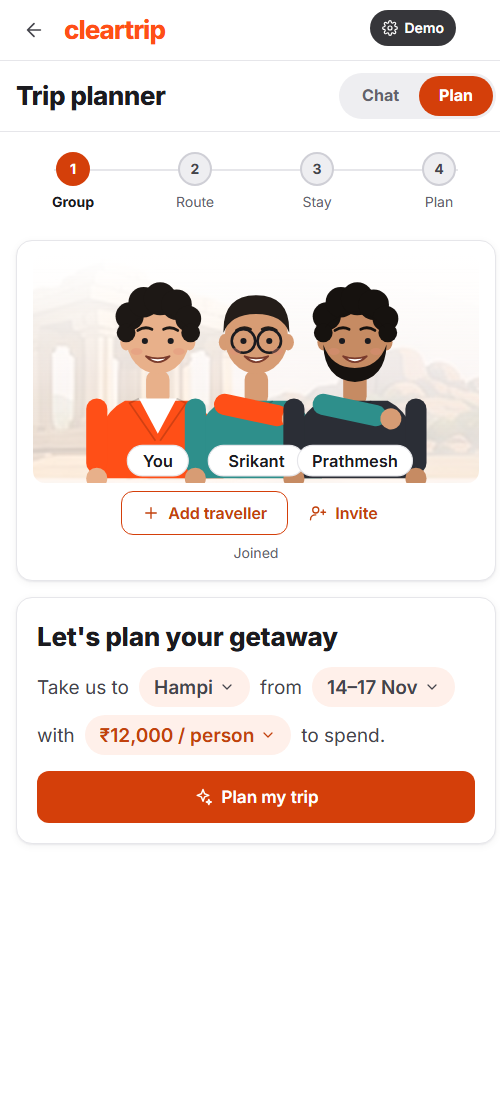 cleartrip
Demo
Trip planner
Chat
Plan
1
2
3
4
Group
Route
Stay
Plan
You
Srikant
Prathmesh
+ Add traveller
Invite
Joined
Let's plan your getaway
Take us to Hampi from 14–17 Nov
with ₹12,000 / person to spend.
Plan my trip